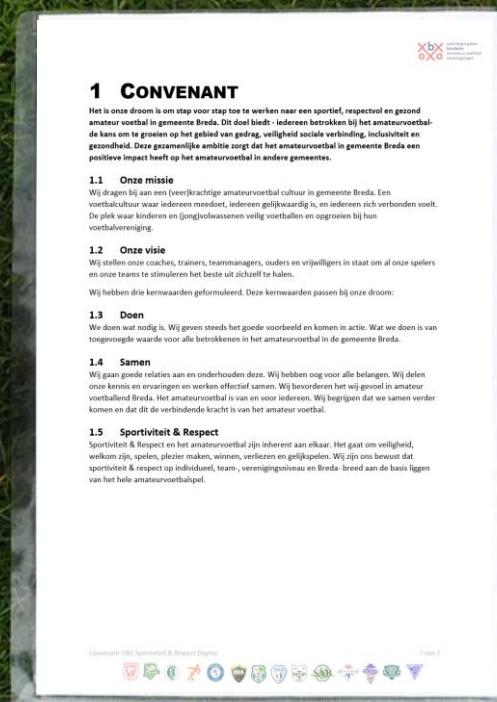 1 CONVENANT
Het is onze droom is om stap voor stap toe te werken naar een sportief, respectvol en gezond
amateur voetbal in gemeente Breda. Dit doel biedt - iedereen betrokken bij het amateurvoetbal-
de kans om te groeien op het gebied van gedrag, veiligheid sociale verbinding, inclusiviteit en
gezondheid. Deze gezamenlijke ambitie zorgt dat het amateurvoetbal in gemeente Breda een
positieve impact heeft op het amateurvoetbal in andere gemeentes.
1.1 Onze missie
Wij dragen bij aan een (veer)krachtige amateurvoetbal cultuur in gemeente Breda. Een
voetbalcultuur waar iedereen meedoet, iedereen gelijkwaardig is, en iedereen zich verbonden voelt.
De plek waar kinderen en (jong)volwassenen veilig voetballen en opgroeien bij hun
voetbalvereniging.
1.2 Onze visie
Wij stellen onze coaches, trainers, teammanagers, ouders en vrijwilligers in staat om al onze spelers
en onze teams te stimuleren het beste uit zichzelf te halen.
Wij hebben drie kernwaarden geformuleerd. Deze kernwaarden passen bij onze droom:
1.3 Doen
We doen wat nodig is. Wij geven steeds het goede voorbeeld en komen in actie. Wat we doen is van
toegevoegde waarde voor alle betrokkenen in het amateurvoetbal in de gemeente Breda.
1.4 Samen
Wij gaan goede relaties aan en onderhouden deze. Wij hebben oog voor alle belangen. Wij delen
onze kennis en ervaringen en werken effectief samen. Wij bevorderen het wij-gevoel in amateur
voetballend Breda. Het amateurvoetbal is van en voor iedereen. Wij begrijpen dat we samen verder
komen en dat dit de verbindende kracht is van het amateur voetbal.
1.5 Sportiviteit & Respect
Sportiviteit & Respect en het amateurvoetbal zijn inherent aan elkaar. Het gaat om veiligheid,
welkom zijn, spelen, plezier maken, winnen, verliezen en gelijkspelen. Wij zijn ons bewust dat
sportiviteit & respect op individueel, team-, verenigingsniveau en Breda- breed aan de basis liggen
van het hele amateurvoetbalspel.
Convenant OBA Sportiviteit & Respect Pagina 7 van 7
SAB